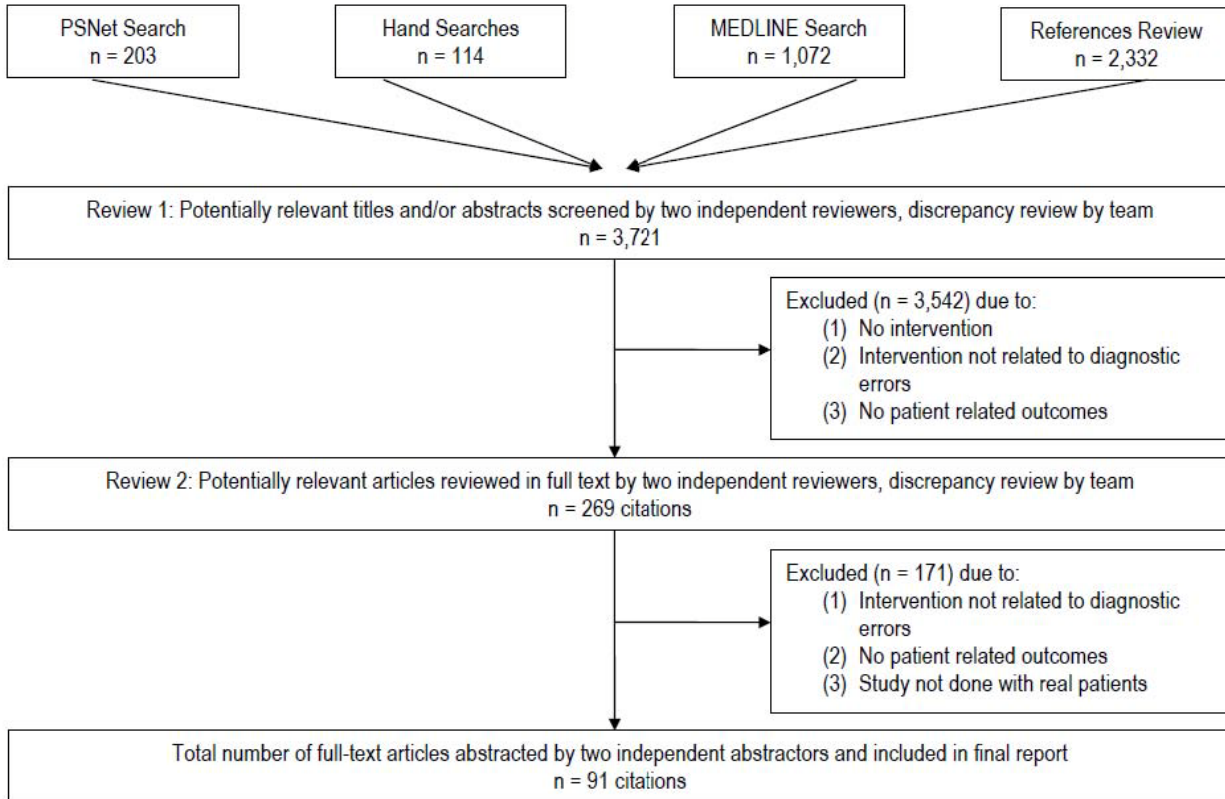 PSNet Search
n = 203
Hand Searches
n = 114
MEDLINE Search
n = 1,072
References Review
n = 2,332
Review 1: Potentially relevant titles and/or abstracts screened by two independent reviewers, discrepancy review by team
n = 3,721
Excluded (n = 3,542) due to:
(1) No intervention
(2) Intervention not related to diagnostic
errors
(3) No patient related outcomes
Review 2: Potentially relevant articles reviewed in full text by two independent reviewers, discrepancy review by team
n = 269 citations
Excluded (n = 171) due to:
(1) Intervention not related to diagnostic
errors
(2) No patient related outcomes
(3) Study not done with real patients
Total number of full-text articles abstracted by two independent abstractors and included in final report
n = 91 citations